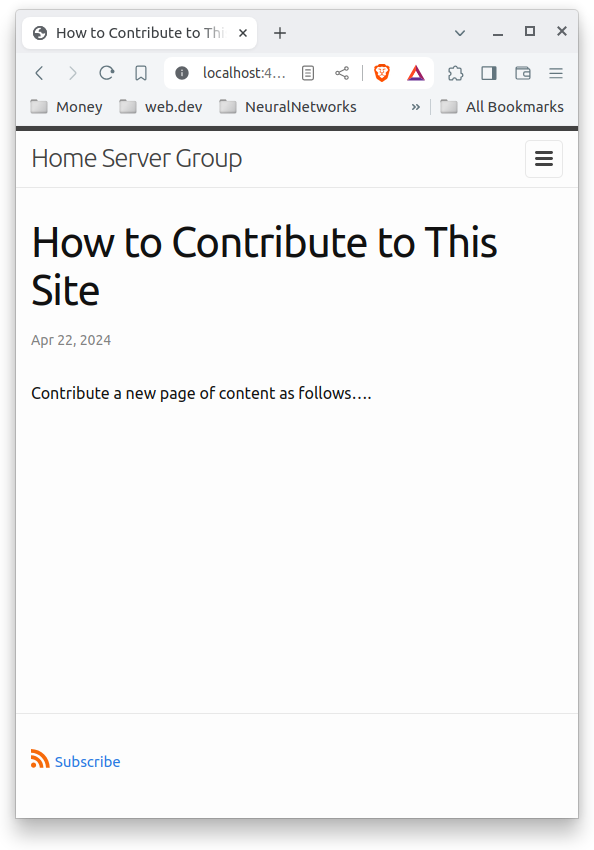 How to Contribute to Thi
localhost:4…
Money
web.dev
NeuralNetworks
»
All Bookmarks
Home Server Group
How to Contribute to This
Site
Apr 22, 2024
Contribute a new page of content as follows….
Subscribe